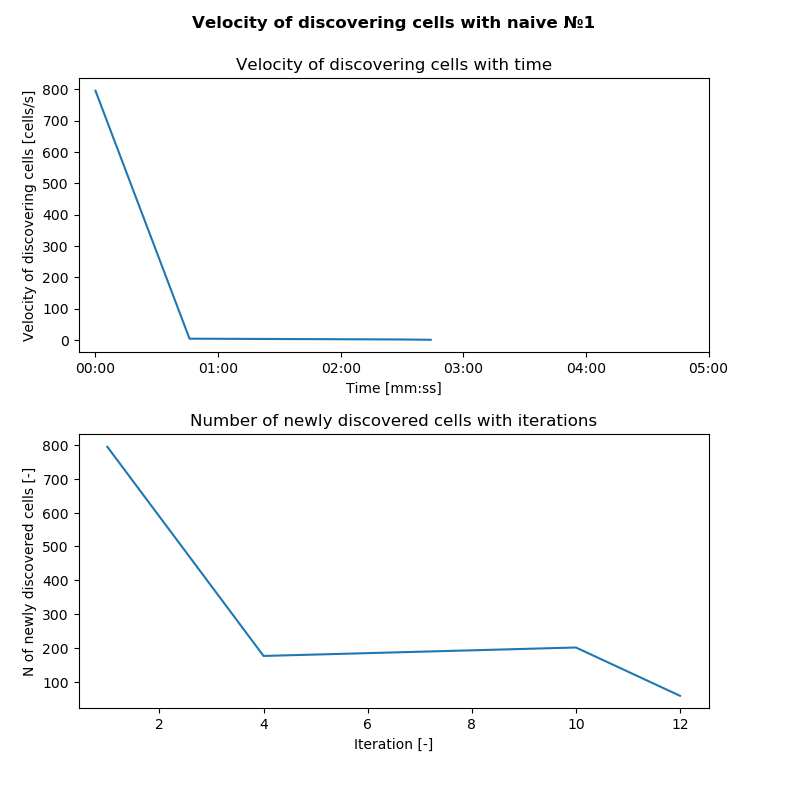 Velocity of discovering cells with naive №1
Velocity of discovering cells with time
Velocity of discovering cells [cells/s]
800
700
600
500
400
300
200
100
0
00:00 01:00 02:00 03:00 04:00 05:00
Time [mm:ss]
Number of newly discovered cells with iterations
N of newly discovered cells [-]
800
700
600
500
400
300
200
100
2 4 6 8 10 12
Iteration [-]